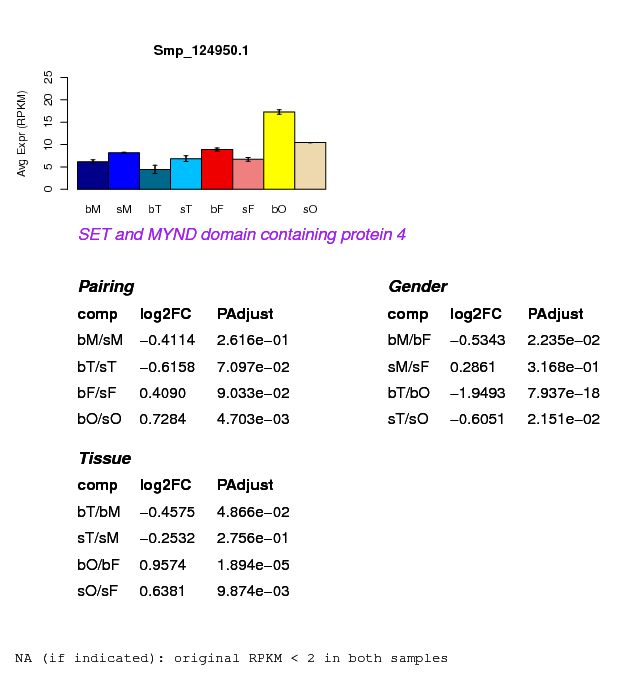 Smp_124950.1
Avg Expr (RPKM)
25
20
15
10
5
0
bM sM bT sT bF sF bO sO
SET and MYND domain containing protein 4
Pairing
comp log2FC PAdjust
bM/sM −0.4114 2.616e−01
bT/sT −0.6158 7.097e−02
bF/sF 0.4090 9.033e−02
bO/sO 0.7284 4.703e−03
Gender
comp log2FC PAdjust
bM/bF −0.5343 2.235e−02
sM/sF 0.2861 3.168e−01
bT/bO −1.9493 7.937e−18
sT/sO −0.6051 2.151e−02
Tissue
comp log2FC PAdjust
bT/bM −0.4575 4.866e−02
sT/sM −0.2532 2.756e−01
bO/bF 0.9574 1.894e−05
sO/sF 0.6381 9.874e−03
NA (if indicated): original RPKM < 2 in both samples